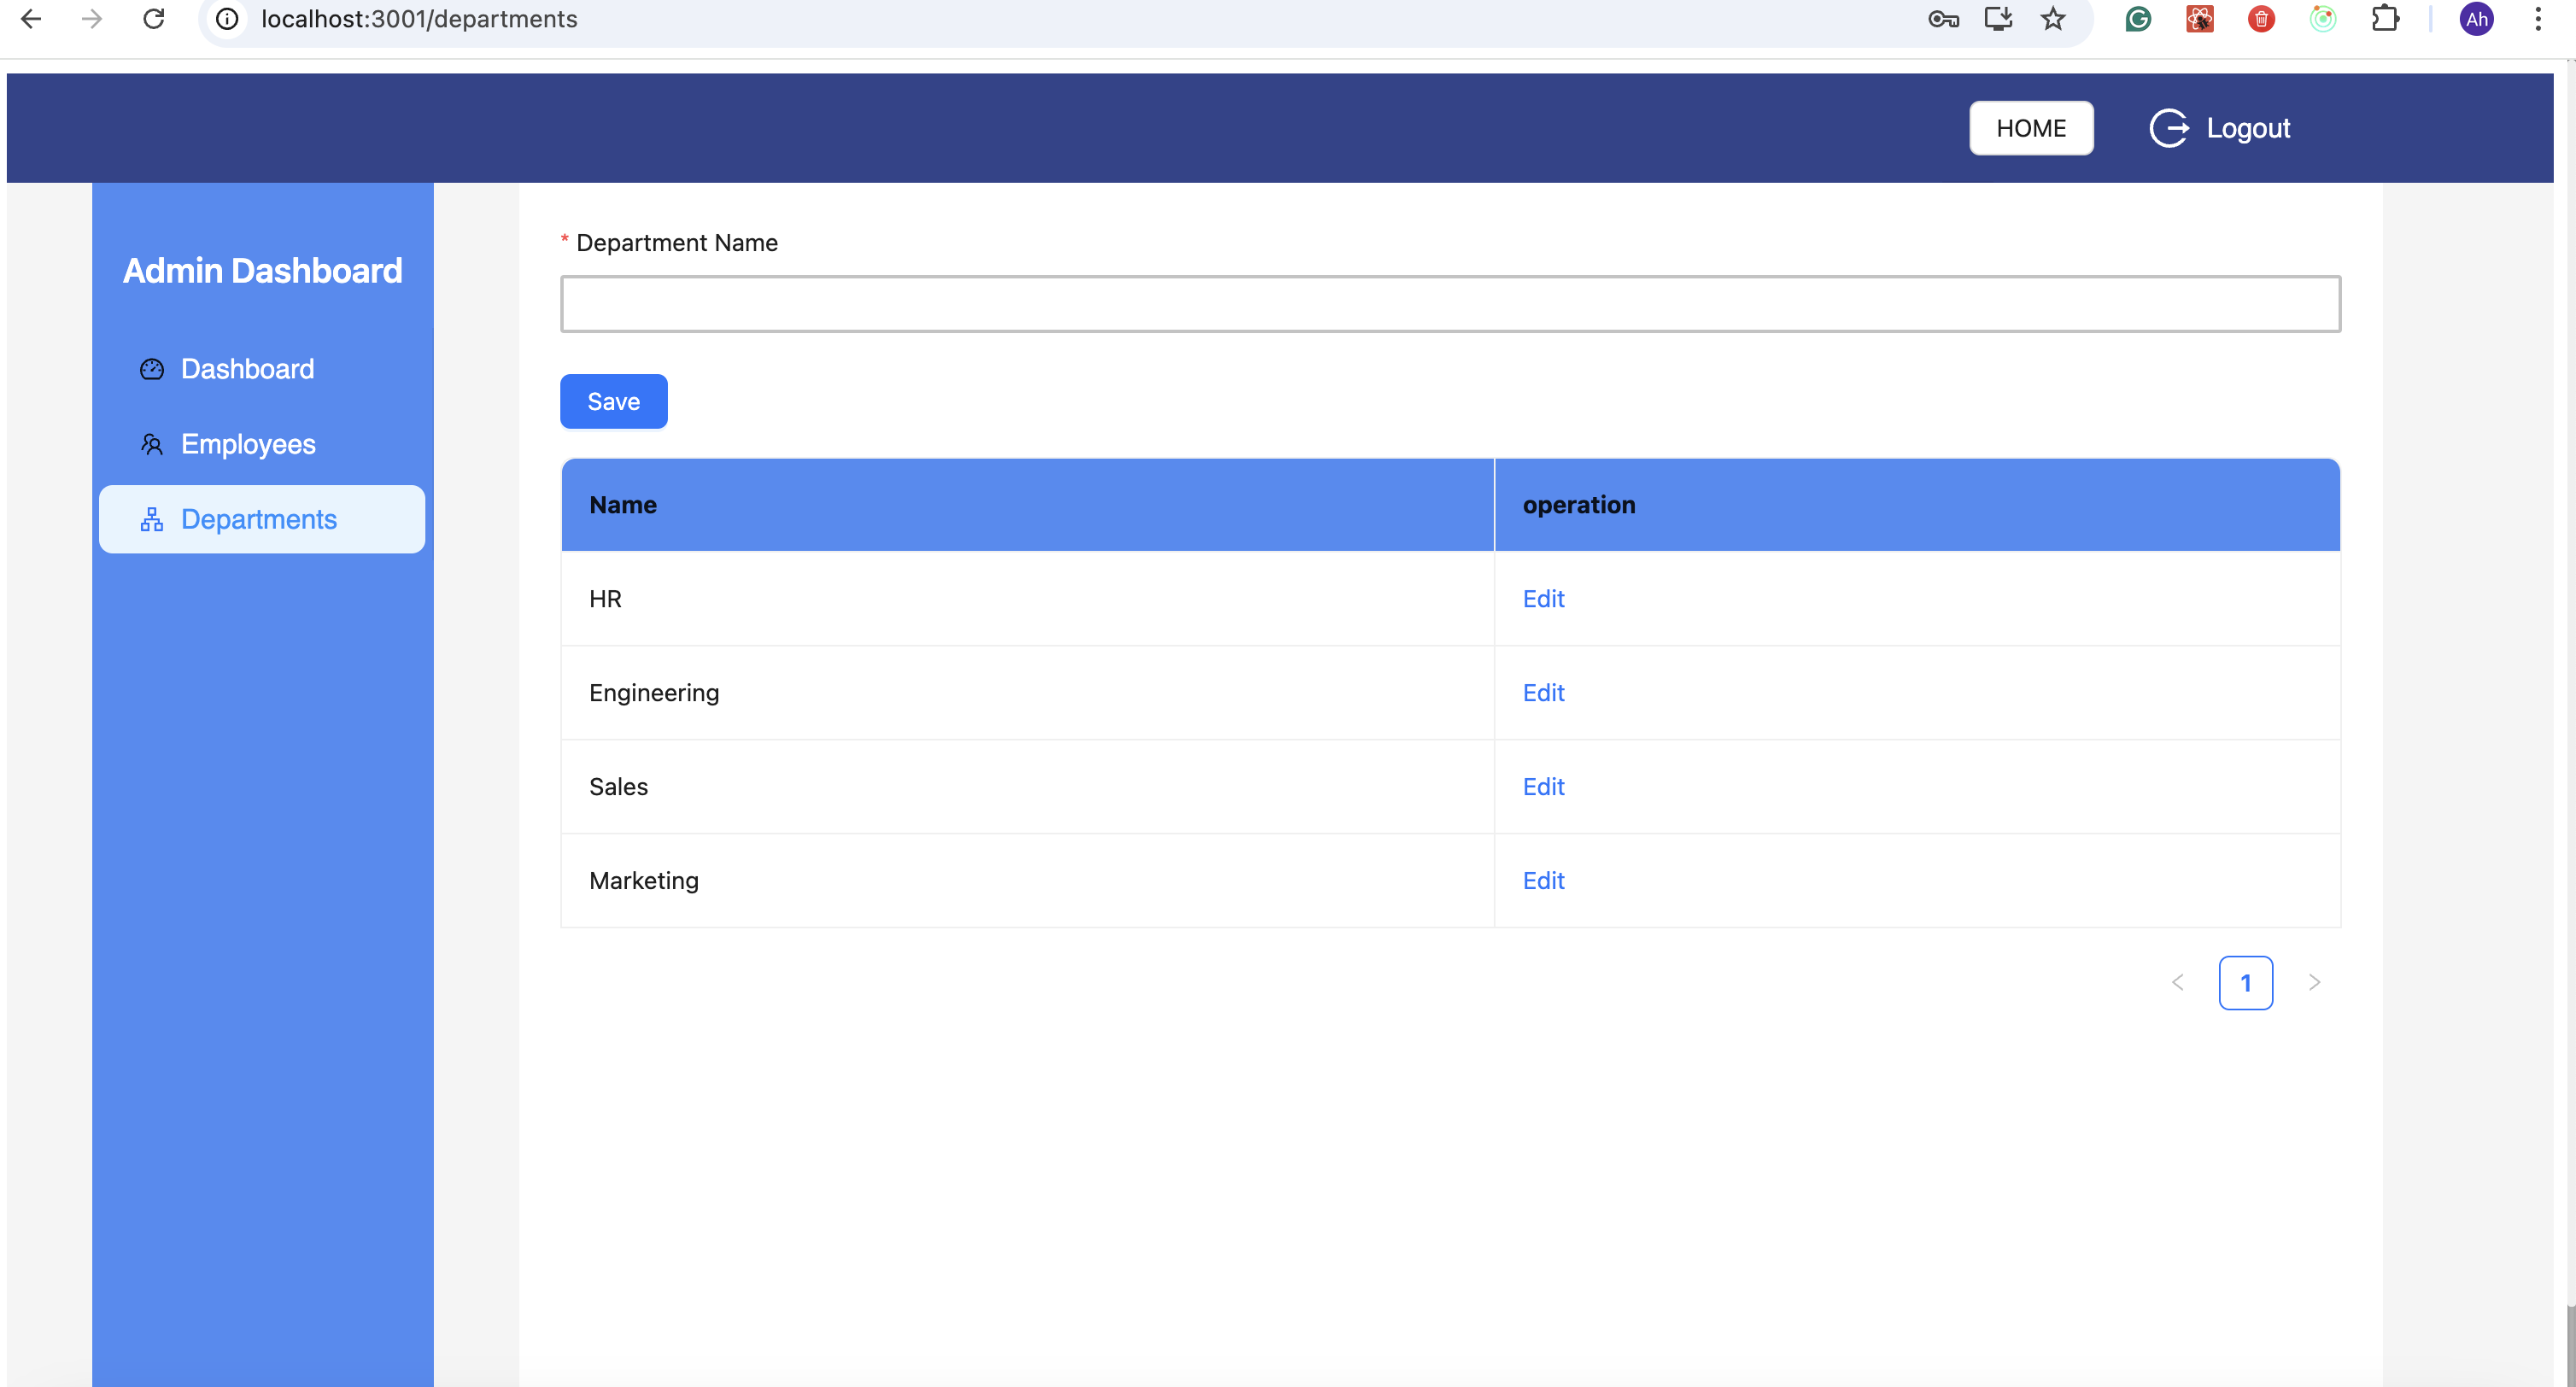 localhost:3001/departments
Ah
HOME
Logout
Admin Dashboard
Dashboard
Employees
Departments
* Department Name
Save
Name operation
HR Edit
Engineering Edit
Sales Edit
Marketing Edit
< 1 >